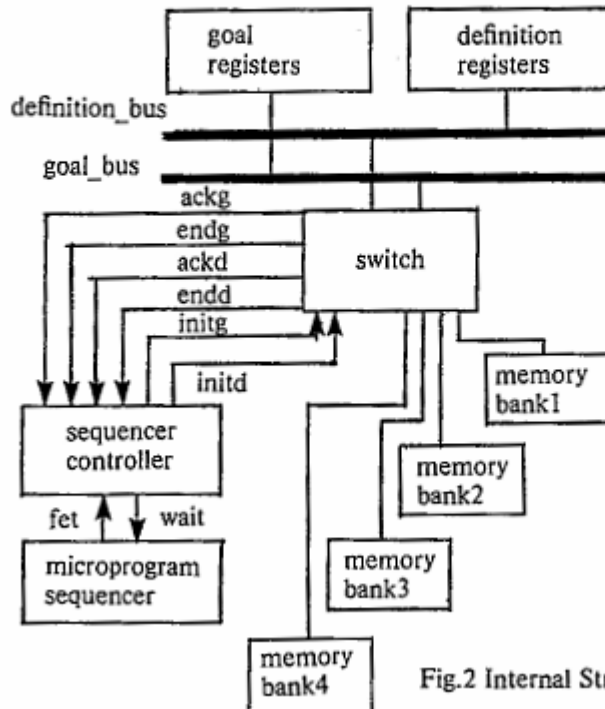 goal
registers
definition
registers
definition_bus
goal_bus
ackg
endg
ackd
endd
initg
initd
switch
sequencer
controller
fet
wait
microprogram
sequencer
memory
bank1
memory
bank2
memory
bank3
memory
bank4
Fig.2 Internal